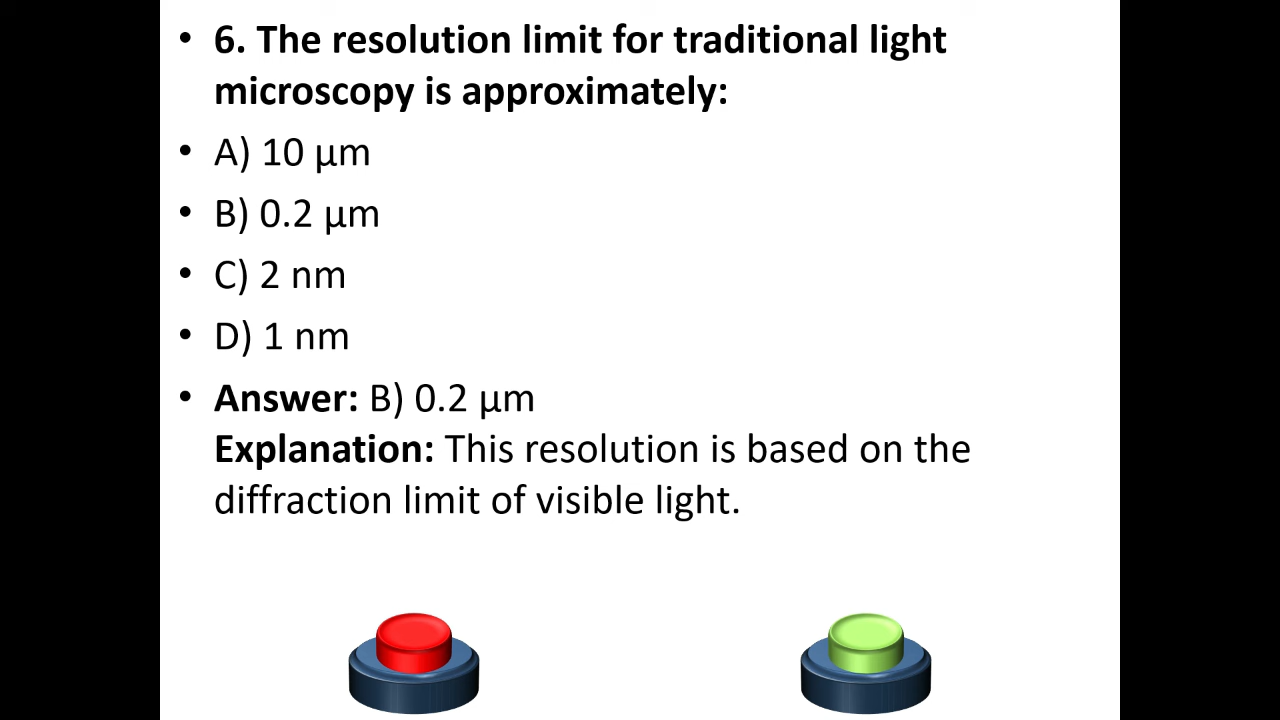 • 6. The resolution limit for traditional light
microscopy is approximately:
• A) 10 µm
• B) 0.2 µm
• C) 2 nm
• D) 1 nm
• Answer: B) 0.2 µm
Explanation: This resolution is based on the
diffraction limit of visible light.